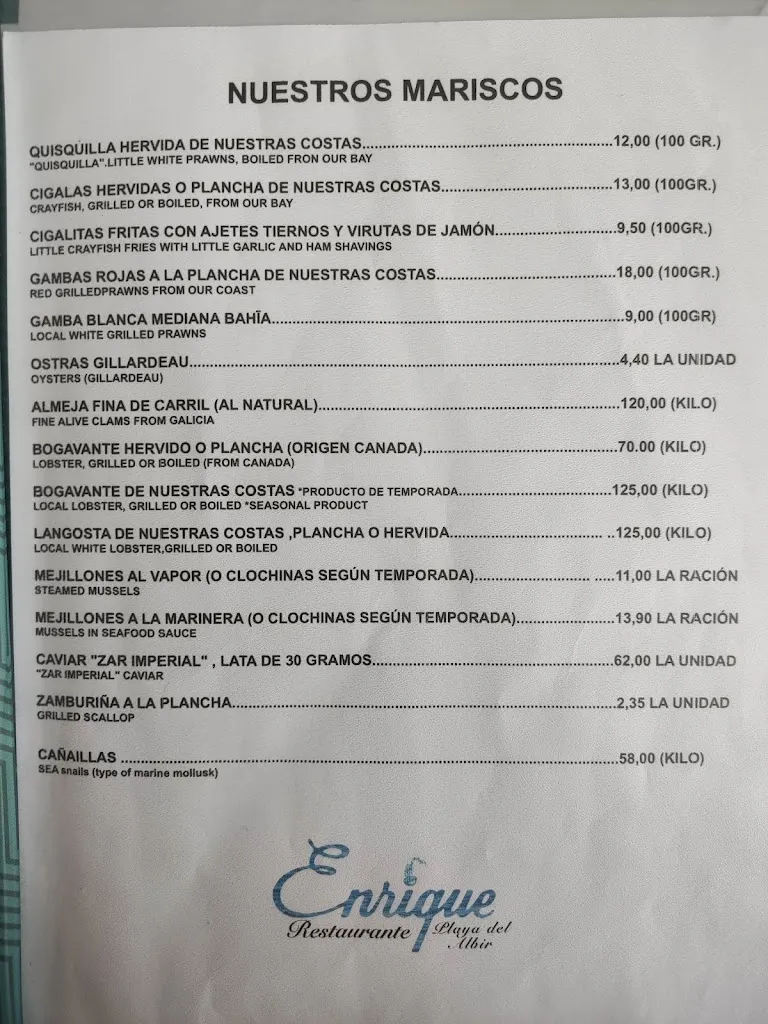 NUESTROS MARISCOS
QUISQUILLA HERVIDA DE NUESTRAS COSTAS..............................................12,00 (100 GR.)
"QUISQUILLA".LITTLE WHITE PRAWNS, BOILED FRON OUR BAY
CIGALAS HERVIDAS O PLANCHA DE NUESTRAS COSTAS...............................13,00 (100GR.)
CRAYFISH, GRILLED OR BOILED, FROM OUR BAY
CIGALITAS FRITAS CON AJETES TIERNOS Y VIRUTAS DE JAMÓN......................9,50 (100GR.)
LITTLE CRAYFISH FRIES WITH LITTLE GARLIC AND HAM SHAVINGS
GAMBAS ROJAS A LA PLANCHA DE NUESTRAS COSTAS................................18,00 (100GR.)
RED GRILLEDPRAWNS FROM OUR COAST
GAMBA BLANCA MEDIANA BAHÏA................................................................9,00 (100GR)
LOCAL WHITE GRILLED PRAWNS
OSTRAS GILLARDEAU...............................................................................4,40 LA UNIDAD
OYSTERS (GILLARDEAU)
ALMEJA FINA DE CARRIL (AL NATURAL).......................................................120,00 (KILO)
FINE ALIVE CLAMS FROM GALICIA
BOGAVANTE HERVIDO O PLANCHA (ORIGEN CANADA)...................................70.00 (KILO)
LOBSTER, GRILLED OR BOILED (FROM CANADA)
BOGAVANTE DE NUESTRAS COSTAS *PRODUCTO DE TEMPORADA............................125,00 (KILO)
LOCAL LOBSTER, GRILLED OR BOILED *SEASONAL PRODUCT
LANGOSTA DE NUESTRAS COSTAS ,PLANCHA O HERVIDA............................ ..125,00 (KILO)
LOCAL WHITE LOBSTER,GRILLED OR BOILED
MEJILLONES AL VAPOR (O CLOCHINAS SEGÚN TEMPORADA)..................... .....11,00 LA RACIÓN
STEAMED MUSSELS
MEJILLONES A LA MARINERA (O CLOCHINAS SEGÚN TEMPORADA)..................13,90 LA RACIÓN
MUSSELS IN SEAFOOD SAUCE
CAVIAR "ZAR IMPERIAL" , LATA DE 30 GRAMOS............................................62,00 LA UNIDAD
"ZAR IMPERIAL" CAVIAR
ZAMBURIÑA A LA PLANCHA.......................................................................2,35 LA UNIDAD
GRILLED SCALLOP
CAÑAILLAS ..........................................................................................58,00 (KILO)
SEA snails (type of marine mollusk)
Enrique
Restaurante Playa del
Albir